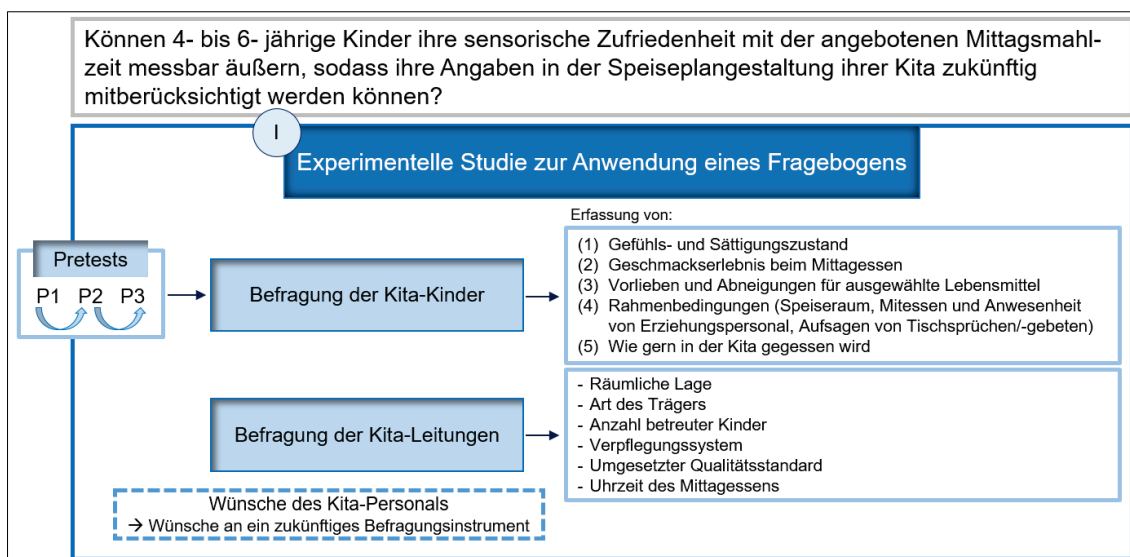 Können 4- bis 6- jährige Kinder ihre sensorische Zufriedenheit mit der angebotenen Mittagsmahl-
zeit messbar äußern, sodass ihre Angaben in der Speiseplangestaltung ihrer Kita zukünftig
mitberücksichtigt werden können?
I
Experimentelle Studie zur Anwendung eines Fragebogens
Erfassung von:
Pretests
P1 P2 P3
Befragung der Kita-Kinder
(1) Gefühls- und Sättigungszustand
(2) Geschmackserlebnis beim Mittagessen
(3) Vorlieben und Abneigungen für ausgewählte Lebensmittel
(4) Rahmenbedingungen (Speiseraum, Mitessen und Anwesenheit
von Erziehungspersonal, Aufsagen von Tischsprüchen/-gebeten)
(5) Wie gern in der Kita gegessen wird
Befragung der Kita-Leitungen
- Räumliche Lage
- Art des Trägers
- Anzahl betreuter Kinder
- Verpflegungssystem
- Umgesetzter Qualitätsstandard
- Uhrzeit des Mittagessens
Wünsche des Kita-Personals
→ Wünsche an ein zukünftiges Befragungsinstrument